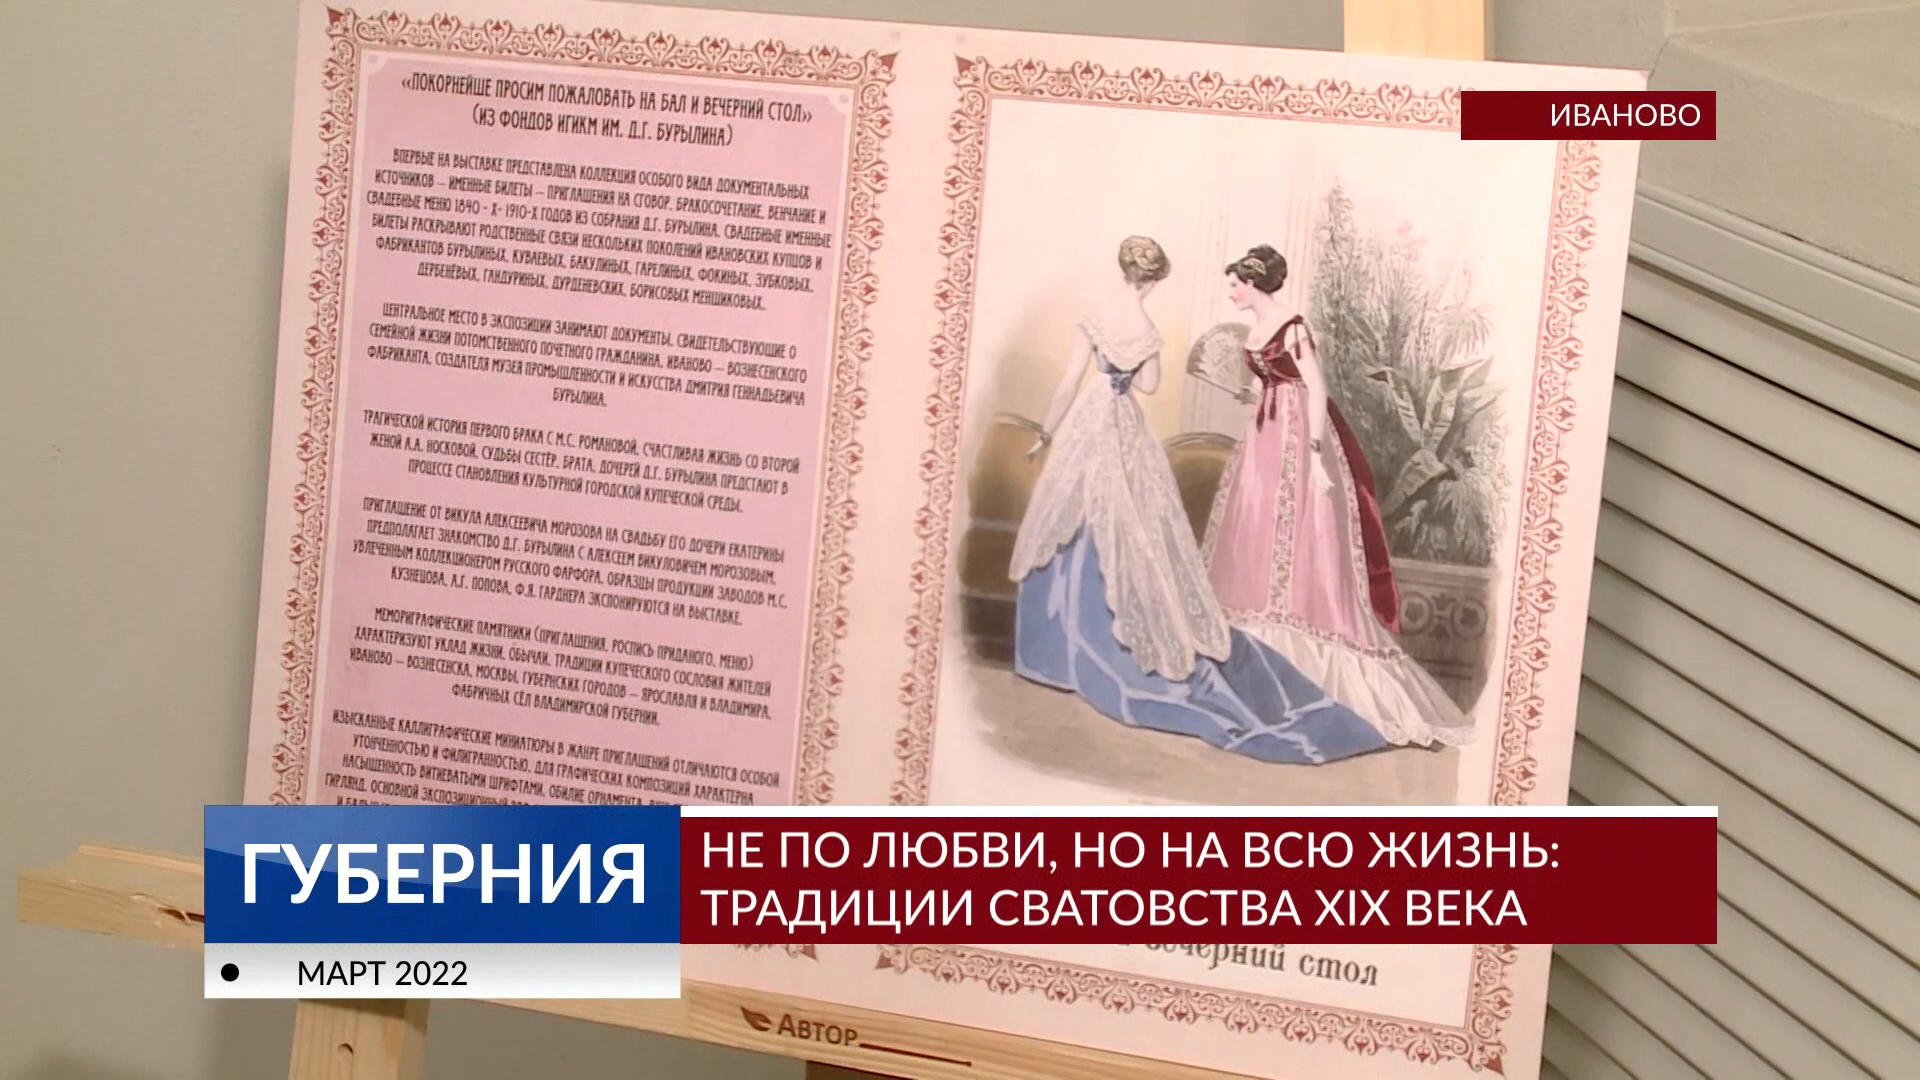 «ПОКОРНЕЙШЕ ПРОСИМ ПОЖАЛОВАТЬ НА БАЛ И ВЕЧЕРНИЙ СТОЛ»
(ИЗ ФОНДОВ ИГИКМ ИМ. Д.Г. БУРЫЛИНА)
ВПЕРВЫЕ НА ВЫСТАВКЕ ПРЕДСТАВЛЕНА КОЛЛЕКЦИЯ ОСОБОГО ВИДА ДОКУМЕНТАЛЬНЫХ
ИСТОЧНИКОВ – ИМЕННЫЕ БИЛЕТЫ – ПРИГЛАШЕНИЯ НА СГОВОР, БРАКОСОЧЕТАНИЕ, ВЕНЧАНИЕ И
СВАДЕБНЫЕ МЕНЮ 1840 - Х- 1910-Х ГОДОВ ИЗ СОБРАНИЯ Д.Г. БУРЫЛИНА. СВАДЕБНЫЕ ИМЕННЫЕ
БИЛЕТЫ РАСКРЫВАЮТ РОДСТВЕННЫЕ СВЯЗИ НЕСКОЛЬКИХ ПОКОЛЕНИЙ ИВАНОВСКИХ КУПЦОВ И
ФАБРИКАНТОВ БУРЫЛИНЫХ, КУВАЕВЫХ, БАКУЛИНЫХ, ГАРЕЛИНЫХ, ФОКИНЫХ, ЗУБКОВЫХ,
ДЕРБЕНЁВЫХ, ГАНДУРИНЫХ, ДУРДЕНЕВСКИХ, БОРИСОВЫХ МЕНШИКОВЫХ.
ЦЕНТРАЛЬНОЕ МЕСТО В ЭКСПОЗИЦИИ ЗАНИМАЮТ ДОКУМЕНТЫ, СВИДЕТЕЛЬСТВУЮЩИЕ О
СЕМЕЙНОЙ ЖИЗНИ ПОТОМСТВЕННОГО ПОЧЕТНОГО ГРАЖДАНИНА, ИВАНОВО – ВОЗНЕСЕНСКОГО
ФАБРИКАНТА, СОЗДАТЕЛЯ МУЗЕЯ ПРОМЫШЛЕННОСТИ И ИСКУССТВА ДМИТРИЯ ГЕННАДЬЕВИЧА
БУРЫЛИНА.
ТРАГИЧЕСКОЙ ИСТОРИЯ ПЕРВОГО БРАКА С М.С. РОМАНОВОЙ, СЧАСТЛИВАЯ ЖИЗНЬ СО ВТОРОЙ
ЖЕНОЙ А.А. НОСКОВОЙ, СУДЬБЫ СЕСТЁР, БРАТА, ДОЧЕРЕЙ Д.Г. БУРЫЛИНА ПРЕДСТАЮТ В
ПРОЦЕССЕ СТАНОВЛЕНИЯ КУЛЬТУРНОЙ ГОРОДСКОЙ КУПЕЧЕСКОЙ СРЕДЫ.
ПРИГЛАШЕНИЕ ОТ ВИКУЛА АЛЕКСЕЕВИЧА МОРОЗОВА НА СВАДЬБУ ЕГО ДОЧЕРИ ЕКАТЕРИНЫ
ПРЕДПОЛАГАЕТ ЗНАКОМСТВО Д.Г. БУРЫЛИНА С АЛЕКСЕЕМ ВИКУЛОВИЧЕМ МОРОЗОВЫМ,
УВЛЕЧЕННЫМ КОЛЛЕКЦИОНЕРОМ РУССКОГО ФАРФОРА. ОБРАЗЦЫ ПРОДУКЦИИ ЗАВОДОВ М.С.
КУЗНЕЦОВА, А.Г. ПОПОВА, Ф.Я. ГАРДНЕРА ЭКСПОНИРУЮТСЯ НА ВЫСТАВКЕ.
МЕМОРИГРАФИЧЕСКИЕ ПАМЯТНИКИ (ПРИГЛАШЕНИЯ, РОСПИСЬ ПРИДАНОГО, МЕНЮ)
ХАРАКТЕРИЗУЮТ УКЛАД ЖИЗНИ, ОБЫЧАИ, ТРАДИЦИИ КУПЕЧЕСКОГО СОСЛОВИЯ ЖИТЕЛЕЙ
ИВАНОВО – ВОЗНЕСЕНСКА, МОСКВЫ, ГУБЕРНСКИХ ГОРОДОВ – ЯРОСЛАВЛЯ И ВЛАДИМИРА,
ФАБРИЧНЫХ СЁЛ ВЛАДИМИРСКОЙ ГУБЕРНИИ.
ИЗЫСКАННЫЕ КАЛЛИГРАФИЧЕСКИЕ МИНИАТЮРЫ В ЖАНРЕ ПРИГЛАШЕНИЙ ОТЛИЧАЮТСЯ ОСОБОЙ
УТОНЧЕННОСТЬЮ И ФИЛИГРАННОСТЬЮ. ДЛЯ ГРАФИЧЕСКИХ КОМПОЗИЦИЙ ХАРАКТЕРНА
НАСЫЩЕННОСТЬ ВИТИЕВАТЫМИ ШРИФТАМИ, ОБИЛИЕ ОРНАМЕНТА,
ГИРЛЯНД. ОСНОВНОЙ ЭКСПОЗИЦИОННЫЙ
ИВАНОВО
ГУБЕРНИЯ
НЕ ПО ЛЮБВИ, НО НА ВСЮ ЖИЗНЬ:
ТРАДИЦИИ СВАТОВСТВА XIX ВЕКА
МАРТ 2022
вечерний стол
АВТОР